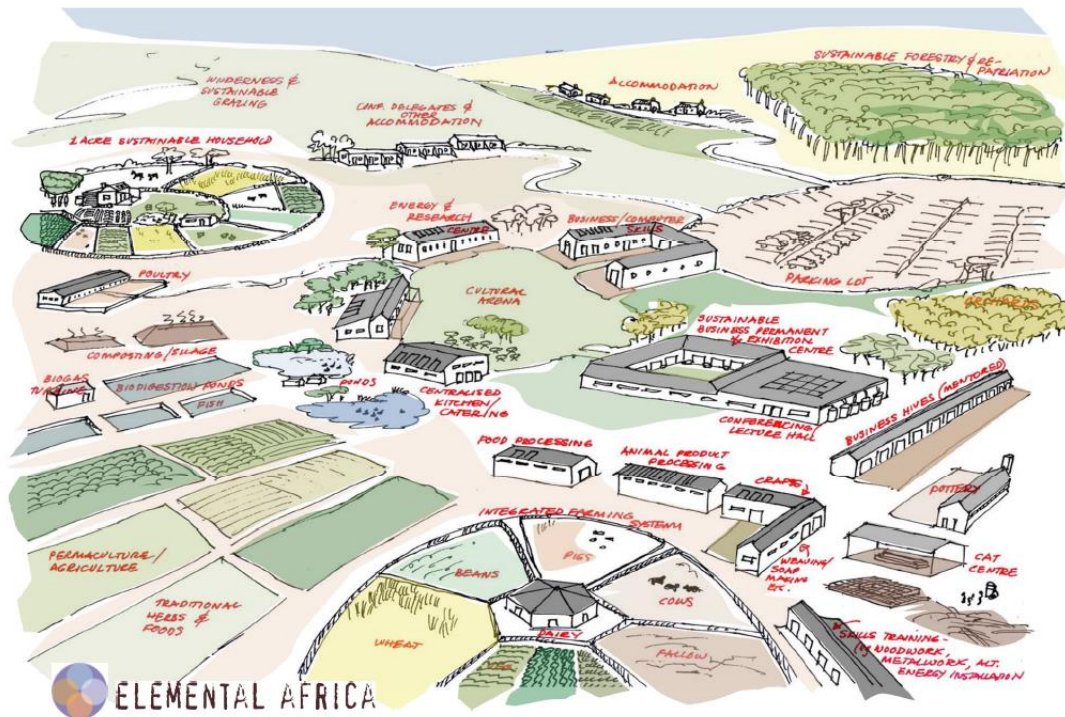 WILDERNESS &
SUSTAINABLE
GRAZING
CONF. DELEGATES &
OTHER
ACCOMMODATION
ACCOMMODATION
SUSTAINABLE FORESTRY & RE-
PATRIATION
1 ACRE SUSTAINABLE HOUSEHOLD
ENERGY &
RESEARCH
CENTRE
BUSINESS/COMPUTER
SKILLS
PARKING LOT
POULTRY
CULTURAL
ARENA
ORCHARDS
SUSTAINABLE
BUSINESS PERMANENT
EXHIBITION
CENTRE
COMPOSTING/SILAGE
BIOGAS
TURBINE
BIODIGESTION PONDS
FISH
PONDS
CENTRALISED
KITCHEN/
CATERING
CONFERENCING/
LECTURE HALL
BUSINESS HIVES (MENTORED)
FOOD PROCESSING
ANIMAL PRODUCT
PROCESSING
CRAFTS
POTTERY
INTEGRATED FARMING
SYSTEM
PIGS
BEANS
COWS
WEAVING/
SOAP
MAKING
ETC.
CAT
CENTRE
PERMACULTURE/
AGRICULTURE
TRADITIONAL
HERBS &
FOODS
WHEAT
DAIRY
FALLOW
SKILLS TRAINING -
WOODWORK,
METALWORK, ALT.
ENERGY INSTALLATION
ELEMENTAL AFRICA